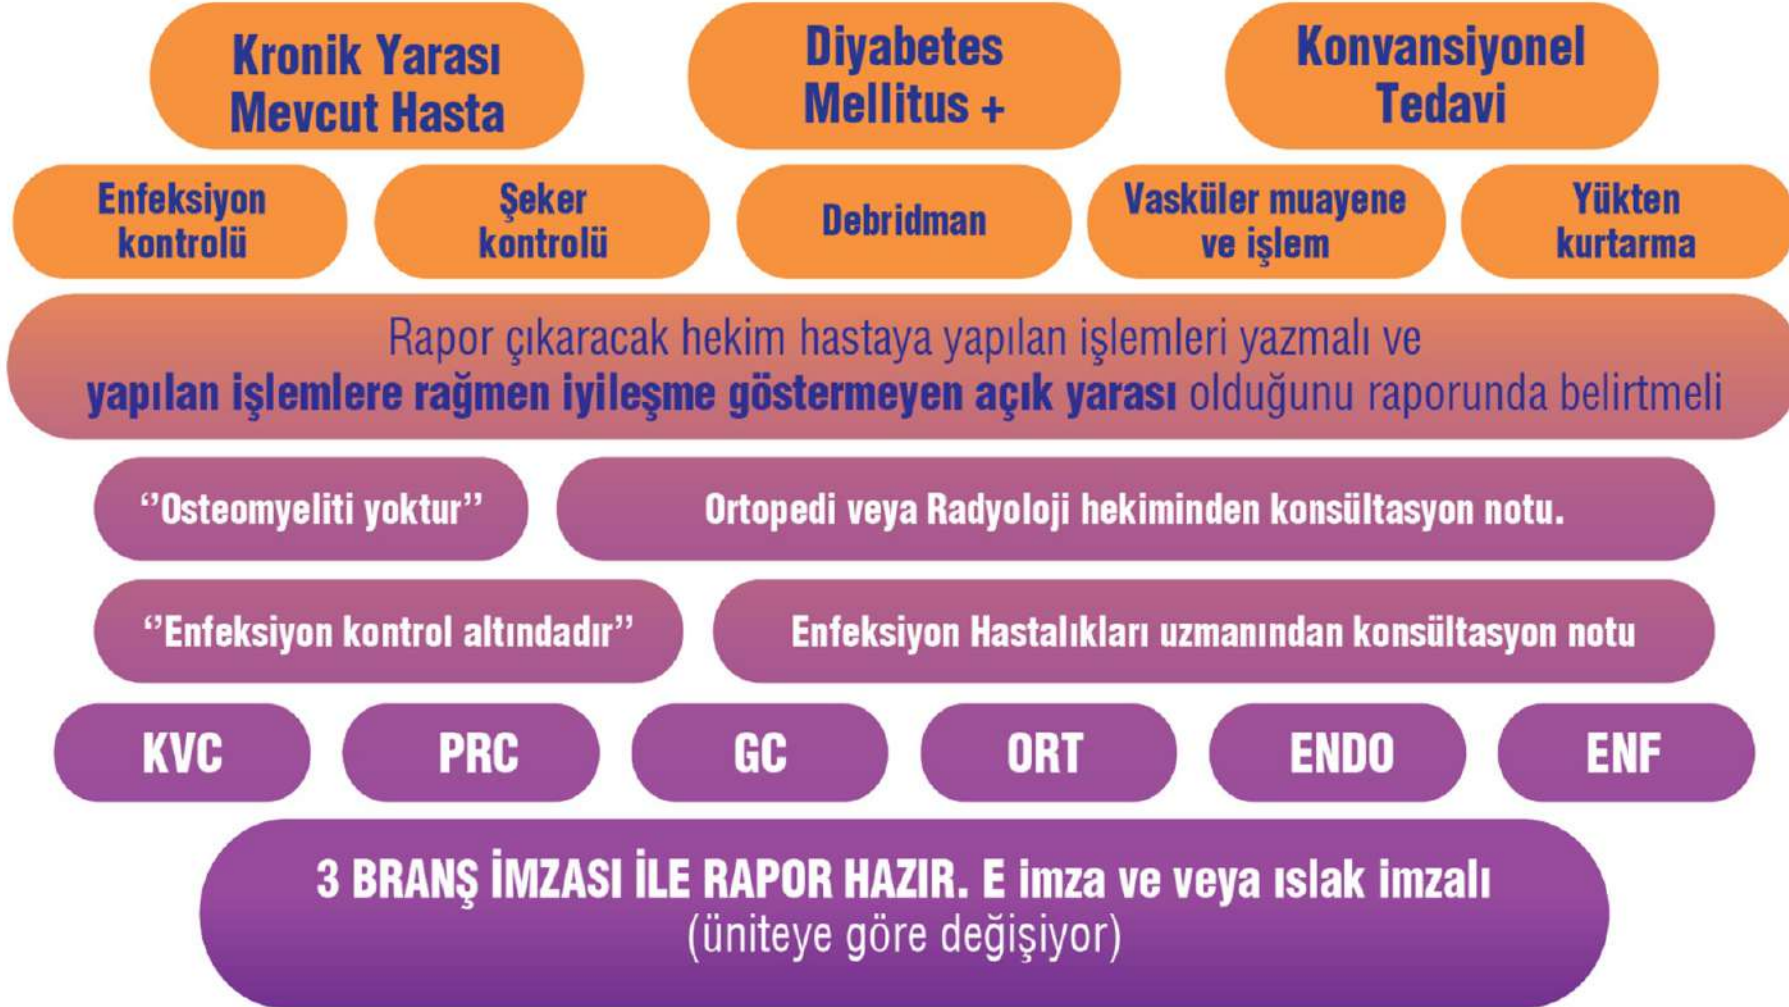 Kronik Yarası
Mevcut Hasta
Diyabetes
Mellitus +
Konvansiyonel
Tedavi
Enfeksiyon
kontrolü
Şeker
kontrolü
Debridman
Vasküler muayene
ve işlem
Yükten
kurtarma
Rapor çıkaracak hekim hastaya yapılan işlemleri yazmalı ve
yapılan işlemlere rağmen iyileşme göstermeyen açık yarası olduğunu raporunda belirtmeli
‘’Osteomyeliti yoktur’’
Ortopedi veya Radyoloji hekiminden konsültasyon notu.
‘’Enfeksiyon kontrol altındadır’’
Enfeksiyon Hastalıkları uzmanından konsültasyon notu
KVC
PRC
GC
ORT
ENDO
ENF
3 BRANŞ İMZASI İLE RAPOR HAZIR. E imza ve veya ıslak imzalı
(üniteye göre değişiyor)